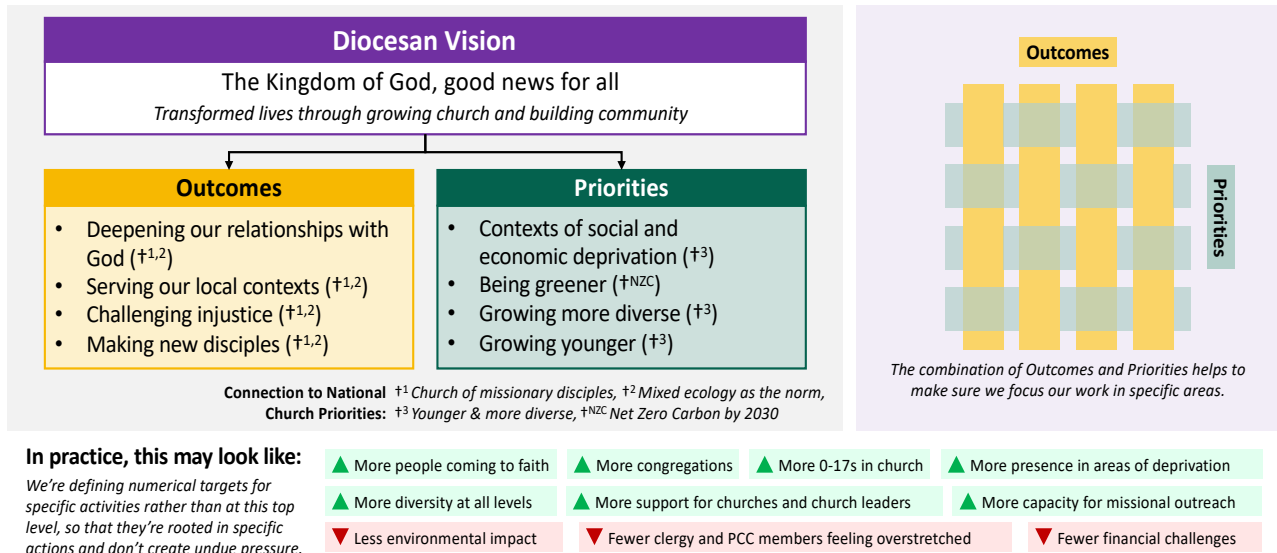 Diocesan Vision
The Kingdom of God, good news for all
Transformed lives through growing church and building community
Outcomes
• Deepening our relationships with
God (†1,2)
• Serving our local contexts (†1,2)
• Challenging injustice (†1,2)
• Making new disciples (†1,2)
Priorities
• Contexts of social and
economic deprivation (†3)
• Being greener (†NZC)
• Growing more diverse (†3)
• Growing younger (†3)
Connection to National †1 Church of missionary disciples, †2 Mixed ecology as the norm,
Church Priorities: †3 Younger & more diverse, †NZC Net Zero Carbon by 2030
Outcomes
Priorities
The combination of Outcomes and Priorities helps to
make sure we focus our work in specific areas.
In practice, this may look like:
We're defining numerical targets for
specific activities rather than at this top
level, so that they're rooted in specific
actions and don't create undue pressure.
▲ More people coming to faith
▲ More congregations
▲ More 0-17s in church
▲ More presence in areas of deprivation
▲ More diversity at all levels
▲ More support for churches and church leaders
▲ More capacity for missional outreach
▼ Less environmental impact
▼ Fewer clergy and PCC members feeling overstretched
▼ Fewer financial challenges